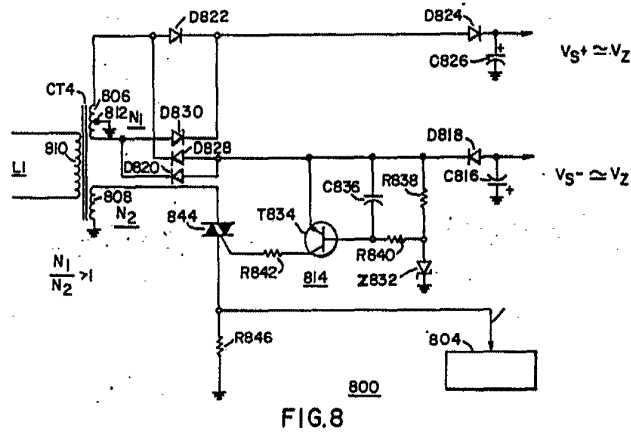 D822
D824
VS+ ≃ VZ
C826
CT4
806
812
N1
D830
D828
D820
810
L1
808
N2
D818
VS- ≃ VZ
C816
C836
R838
T834
844
R840
R842
814
Z832
N1
N2
>1
R846
804
800
FIG.8